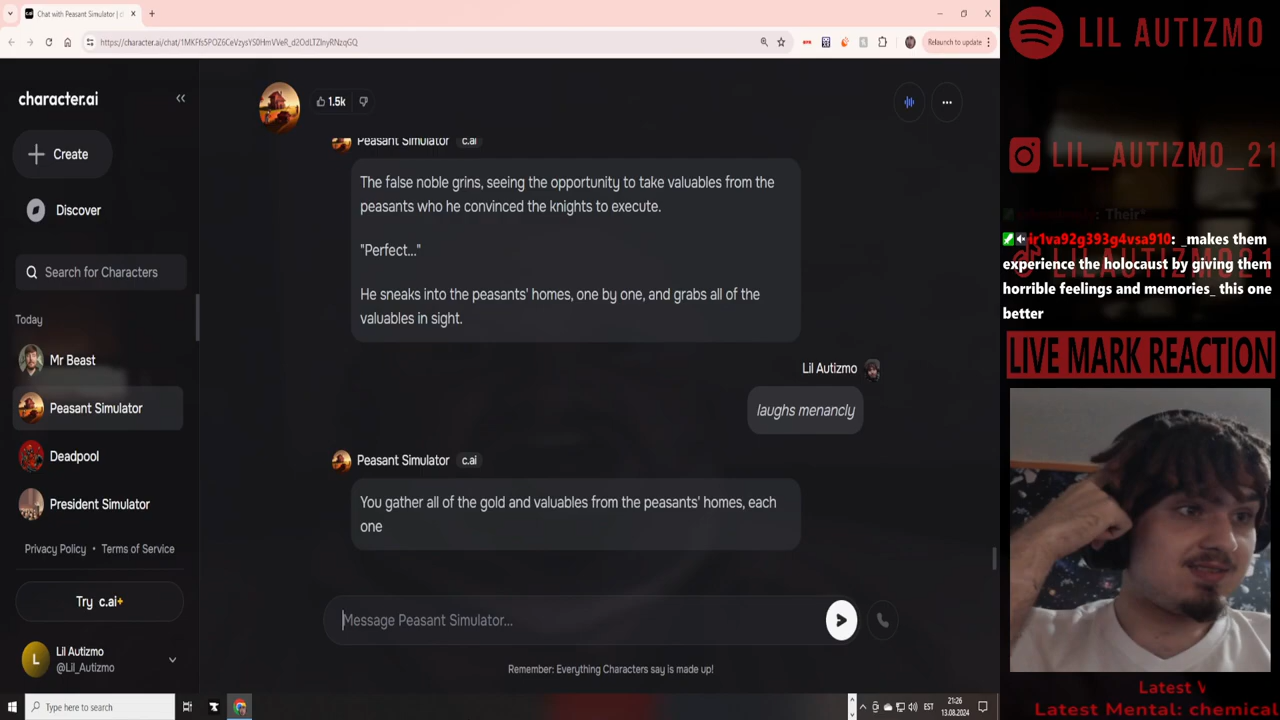 Chat with Peasant Simulator | c
https://character.ai/chat/1MKFfs5POZ6CeVzysYS0HmVVeR_d2OdLTZlnyRNzqGQ
Relaunch to update
character.ai
Create
Discover
Search for Characters
Today
Mr Beast
Peasant Simulator
Deadpool
President Simulator
Privacy Policy • Terms of Service
Try c.ai+
L
Lil Autizmo
@Lil_Autizmo
1.5k
Peasant Simulator c.ai
The false noble grins, seeing the opportunity to take valuables from the
peasants who he convinced the knights to execute.
"Perfect..."
He sneaks into the peasants' homes, one by one, and grabs all of the
valuables in sight.
Lil Autizmo
laughs menancly
Peasant Simulator c.ai
You gather all of the gold and valuables from the peasants' homes, each
one
Message Peasant Simulator...
Remember: Everything Characters say is made up!
LIL AUTIZMO
LIL_AUTIZMO_21
: Their*
ir1va92g393g4vsa910: _makes them
experience the holocaust by giving them
horrible feelings and memories_ this one
better
LILAUTIZMO21
LIVE MARK REACTION
Latest V
Latest Mental: chemical
Type here to search
EST
21:26
13.08.2024